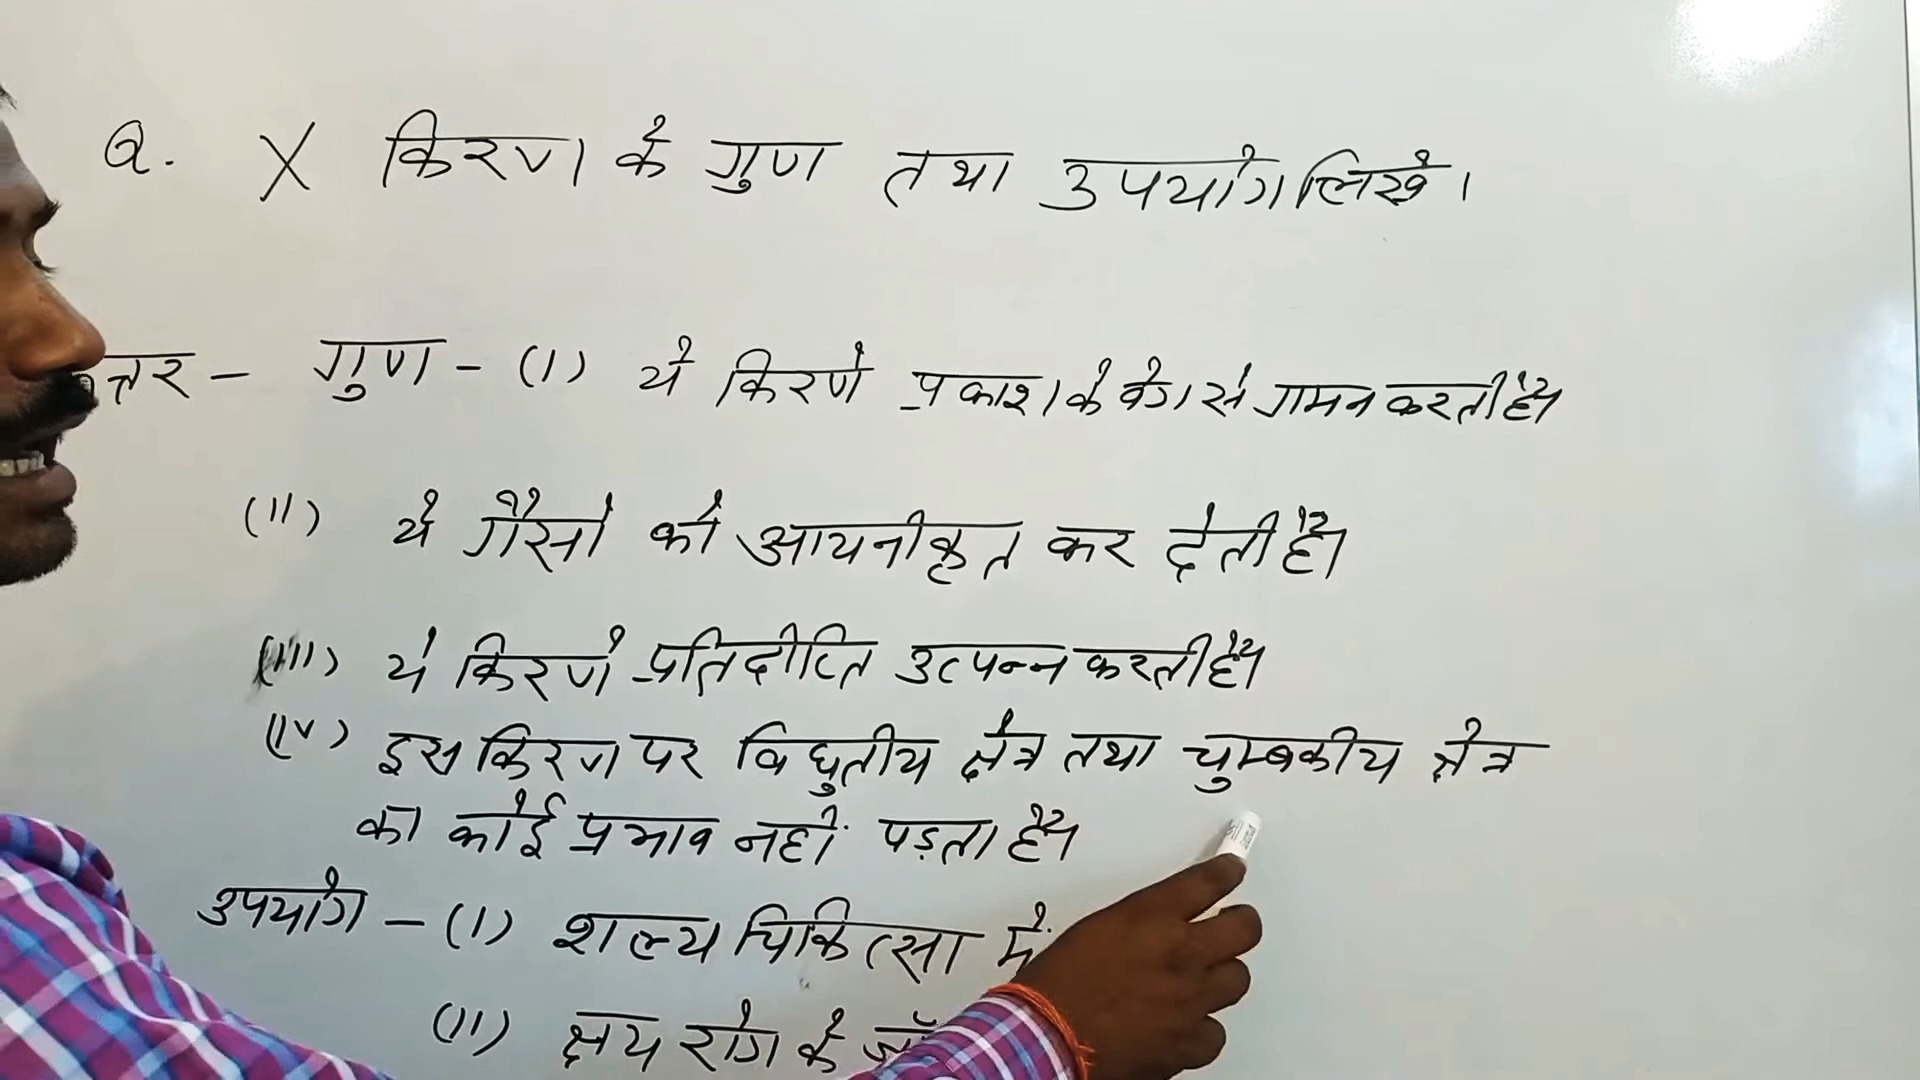 Q. X किरण के गुण तथा उपयोग लिखे।
त्तर - गुण - (I) ये किरणे प्रकाश के वेग से गमन करती है।
(II) ये गैसो को आयनीकृत कर देती है।
(III) ये किरणे प्रतिदीप्ति उत्पन्न करती है।
(IV) इस किरण पर विधुतीय क्षेत्र तथा चुम्बकीय क्षेत्र
का कोई प्रभाव नहीं पड़ता है।
उपयोग - (I) शल्य चिकित्सा में
(II) क्षय रोग के